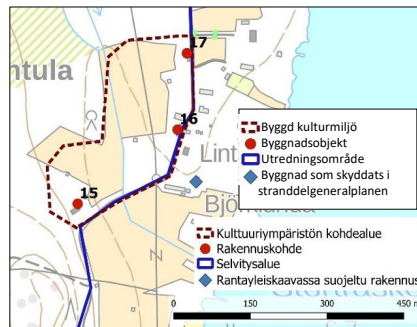 17
ntula
16
Lint
Byggd kulturmiljö
Byggnadsobjekt
Utredningsområde
Byggnad som skyddats i
stranddelgeneralplanen
15
Kulttuuriympäristön kohdealue
Rakennuskohde
Selvitysalue
Rantayleiskaavassa suojeltu rakennus
0 150 300 450 m